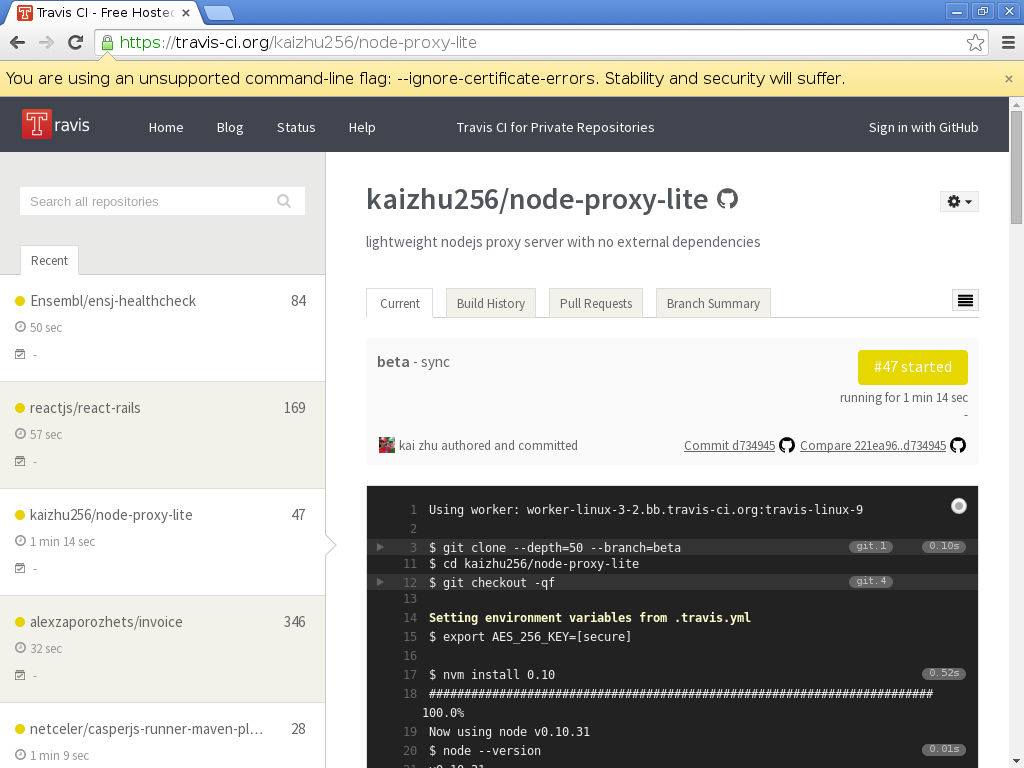 Travis CI - Free Hosted
https://travis-ci.org/kaizhu256/node-proxy-lite
You are using an unsupported command-line flag: --ignore-certificate-errors. Stability and security will suffer.
Travis
Home Blog Status Help Travis CI for Private Repositories Sign in with GitHub
Search all repositories
Recent
Ensembl/ensj-healthcheck 84
50 sec
-
reactjs/react-rails 169
57 sec
-
kaizhu256/node-proxy-lite 47
1 min 14 sec
-
alexzaporozhets/invoice 346
32 sec
-
netceler/casperjs-runner-maven-pl... 28
1 min 9 sec
kaizhu256/node-proxy-lite
lightweight nodejs proxy server with no external dependencies
Current Build History Pull Requests Branch Summary
beta - sync
#47 started
running for 1 min 14 sec
-
kai zhu authored and committed
Commit d734945 Compare 221ea96..d734945
1 Using worker: worker-linux-3-2.bb.travis-ci.org:travis-linux-9
2
3 $ git clone --depth=50 --branch=beta git.1 0.10s
11 $ cd kaizhu256/node-proxy-lite
12 $ git checkout -qf git.4
13
14 Setting environment variables from .travis.yml
15 $ export AES_256_KEY=[secure]
16
17 $ nvm install 0.10 0.52s
18 ########################################################################
100.0%
19 Now using node v0.10.31
20 $ node --version 0.01s
21 v0.10.31